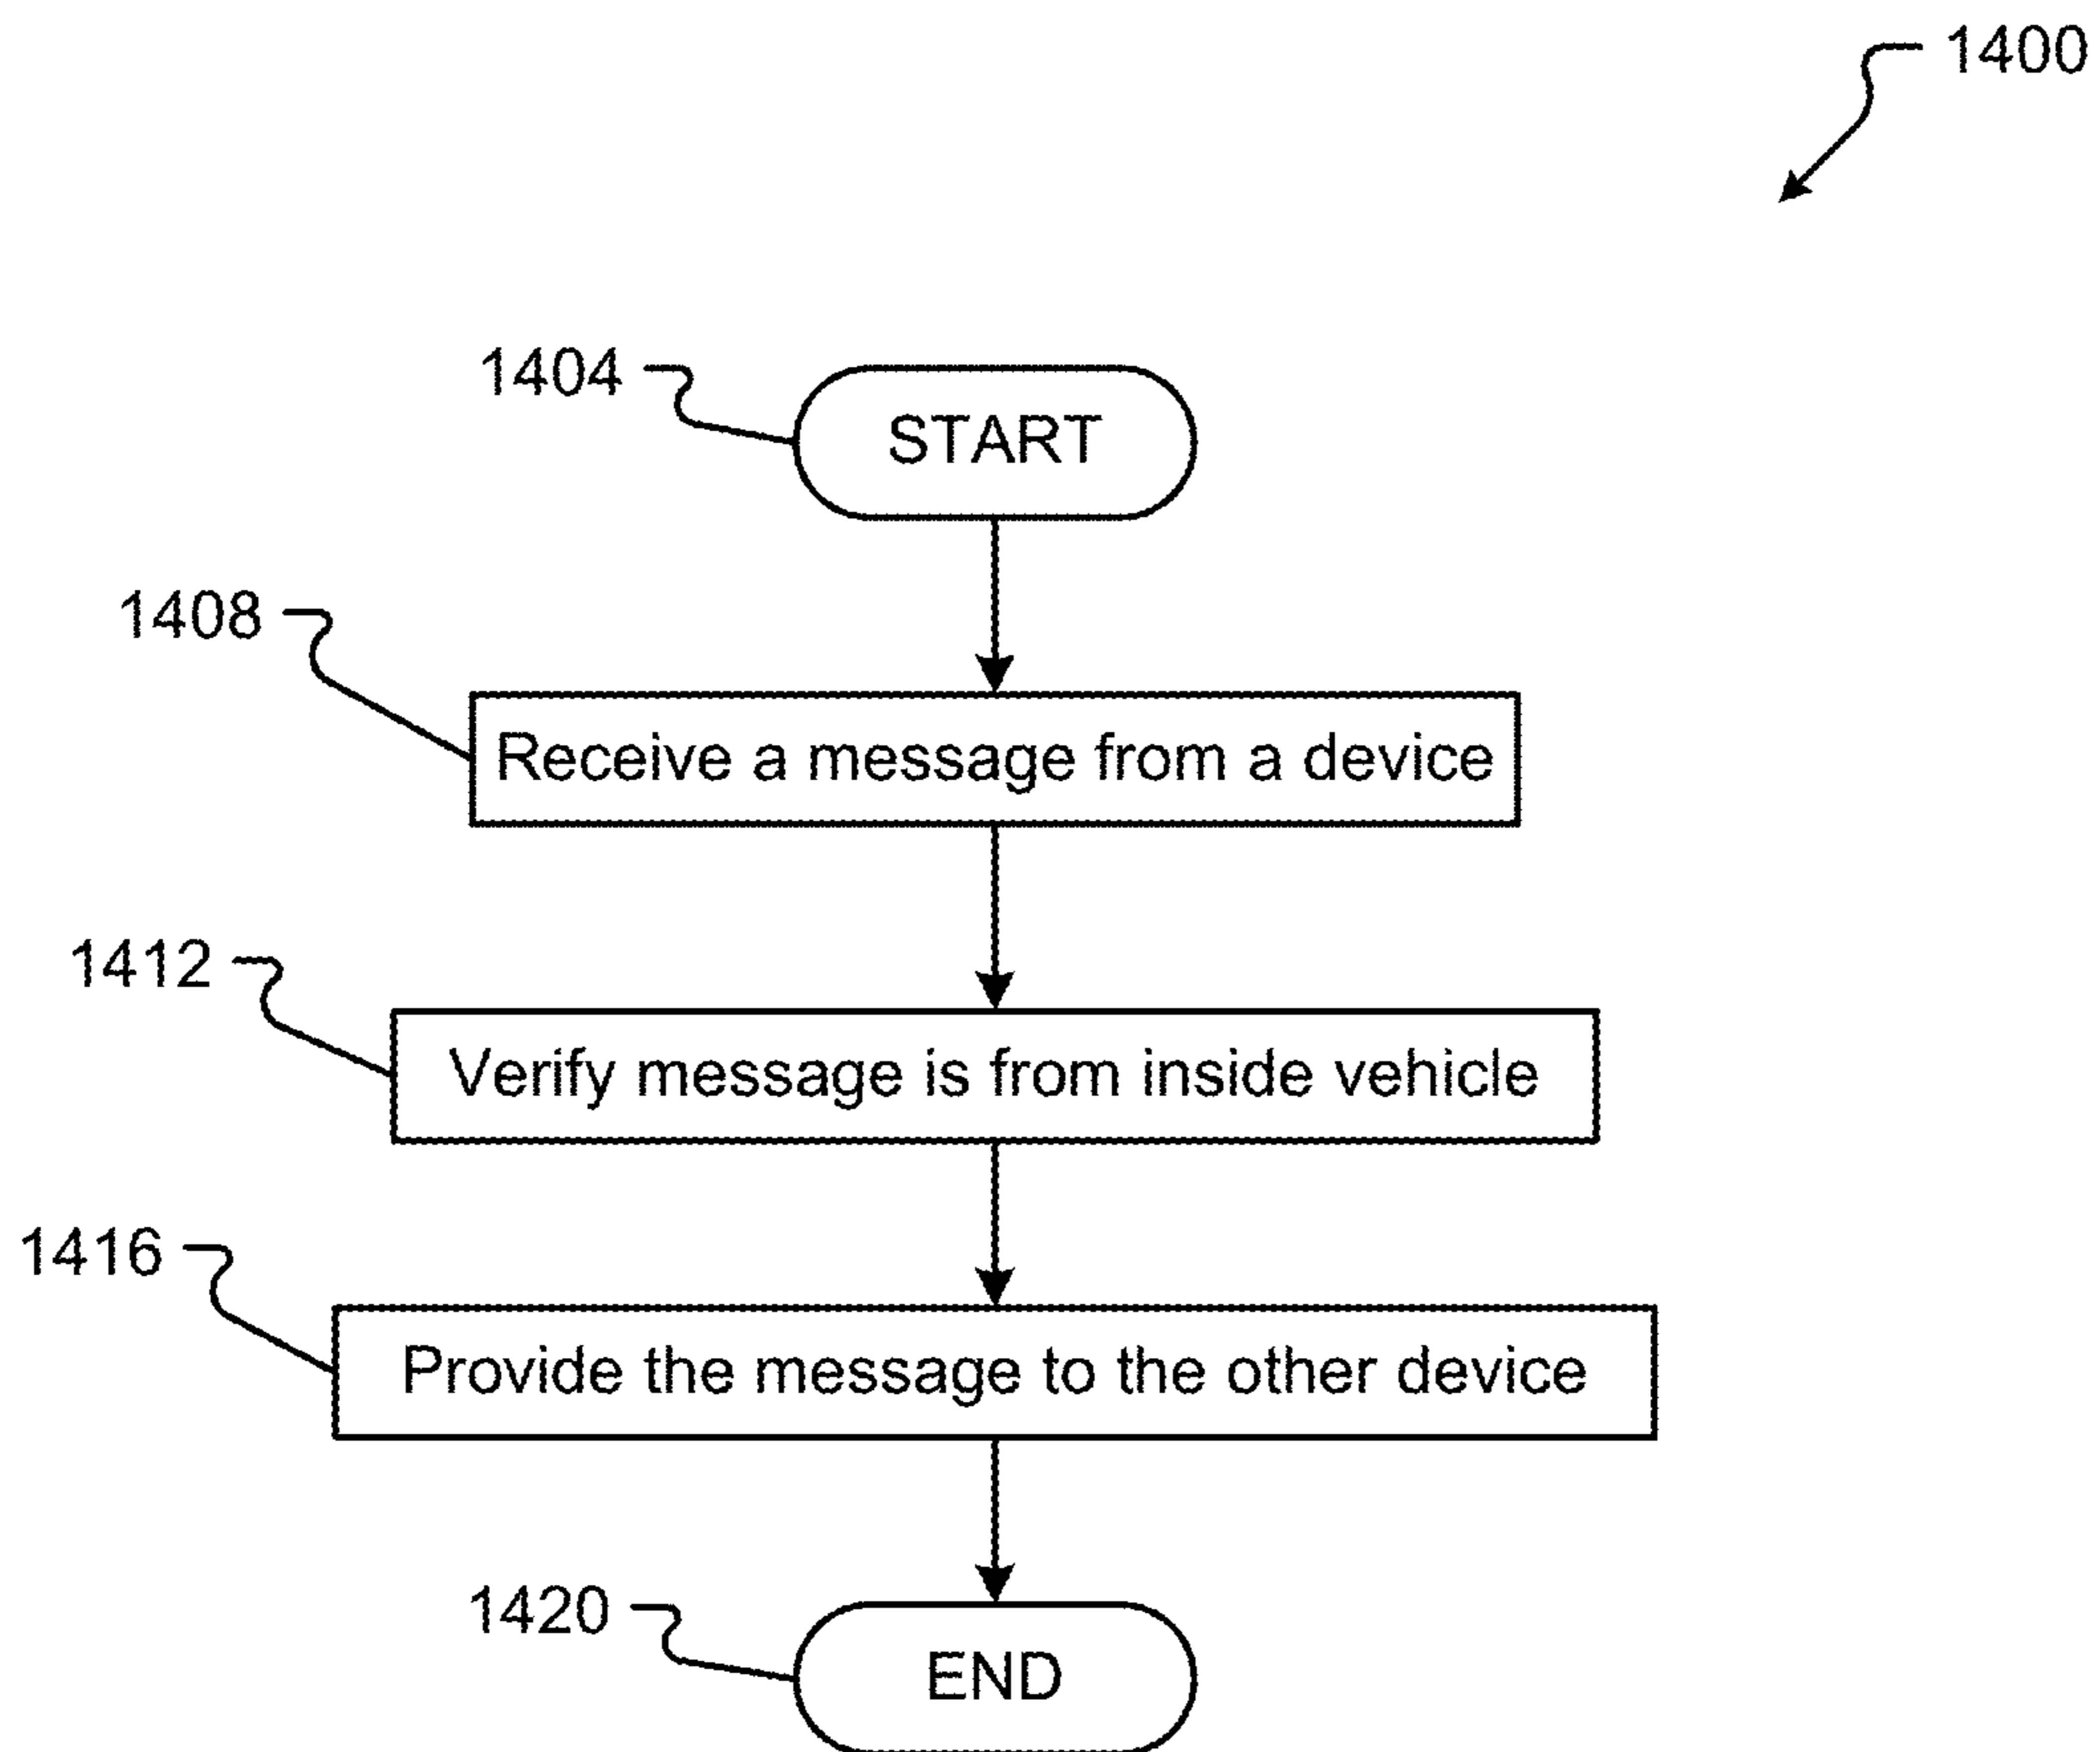 1400
1404
START
1408
Receive a message from a device
1412
Verify message is from inside vehicle
1416
Provide the message to the other device
1420
END